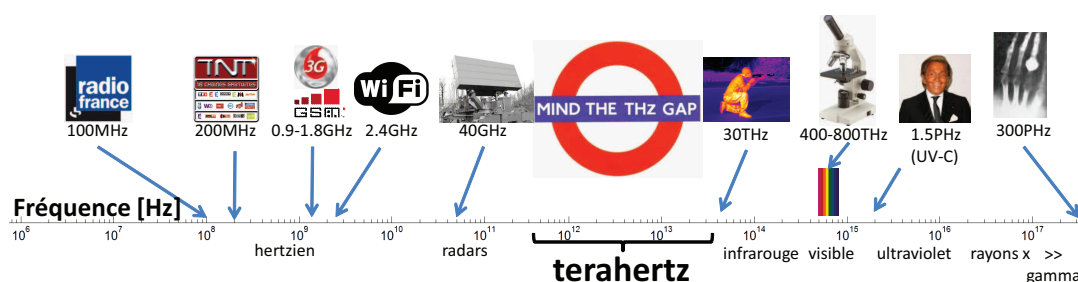 radio
france
TNT
3G
GSM
Wi Fi
MIND THE THz GAP
100MHz
200MHz
0.9-1.8GHz
2.4GHz
40GHz
30THz
400-800THz
1.5PHz
(UV-C)
300PHz
Fréquence [Hz]
10⁶
10⁷
10⁸
10⁹
10¹⁰
10¹¹
10¹²
10¹³
10¹⁴
10¹⁵
10¹⁶
10¹⁷
hertzien
radars
terahertz
infrarouge
visible
ultraviolet
rayons x
>>
gamma